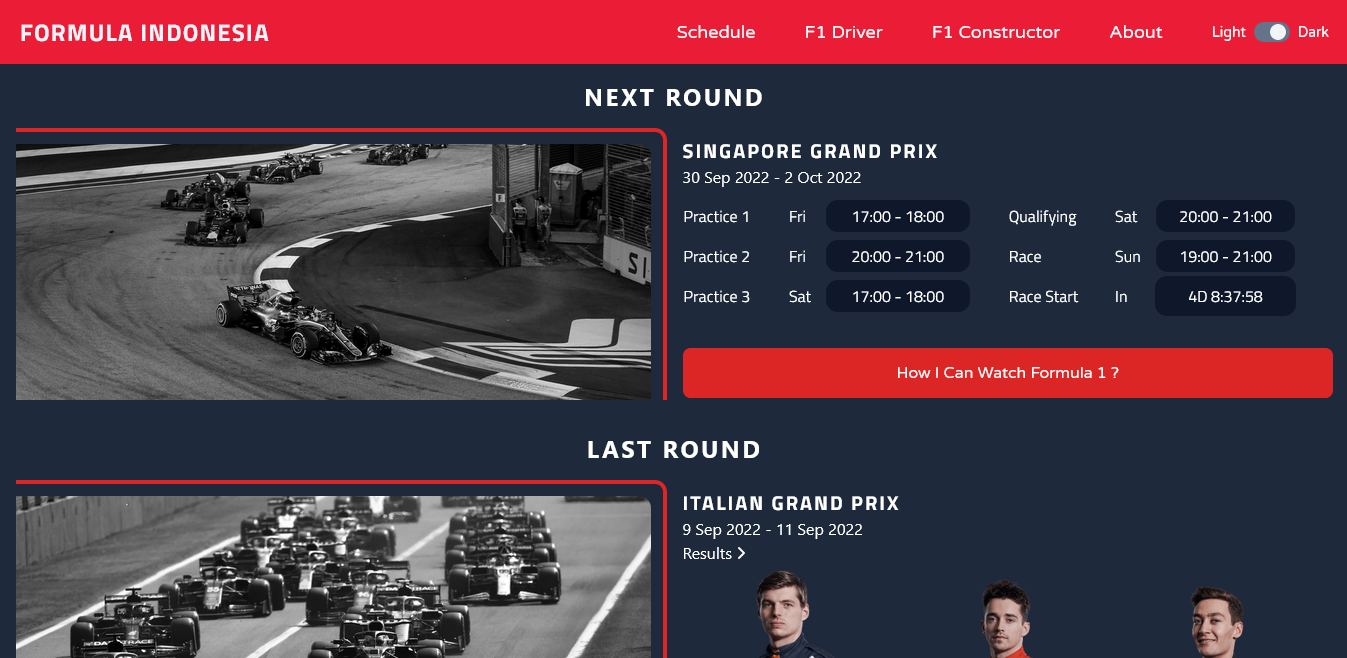 FORMULA INDONESIA
Schedule F1 Driver F1 Constructor About Light Dark
NEXT ROUND
SINGAPORE GRAND PRIX
30 Sep 2022 - 2 Oct 2022
Practice 1 Fri 17:00 - 18:00 Qualifying Sat 20:00 - 21:00
Practice 2 Fri 20:00 - 21:00 Race Sun 19:00 - 21:00
Practice 3 Sat 17:00 - 18:00 Race Start In 4D 8:37:58
How I Can Watch Formula 1 ?
LAST ROUND
ITALIAN GRAND PRIX
9 Sep 2022 - 11 Sep 2022
Results